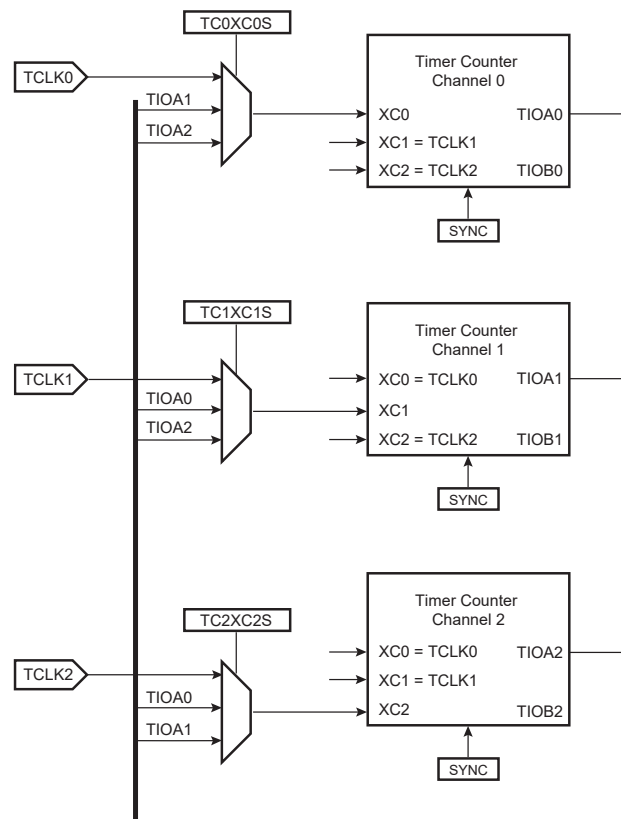 TC0XC0S
TCLK0
TIOA1
TIOA2
Timer Counter
Channel 0
XC0
TIOA0
XC1 = TCLK1
XC2 = TCLK2
TIOB0
SYNC
TC1XC1S
TCLK1
TIOA0
TIOA2
Timer Counter
Channel 1
XC0 = TCLK0
TIOA1
XC1
XC2 = TCLK2
TIOB1
SYNC
TC2XC2S
TCLK2
TIOA0
TIOA1
Timer Counter
Channel 2
XC0 = TCLK0
TIOA2
XC1 = TCLK1
XC2
TIOB2
SYNC